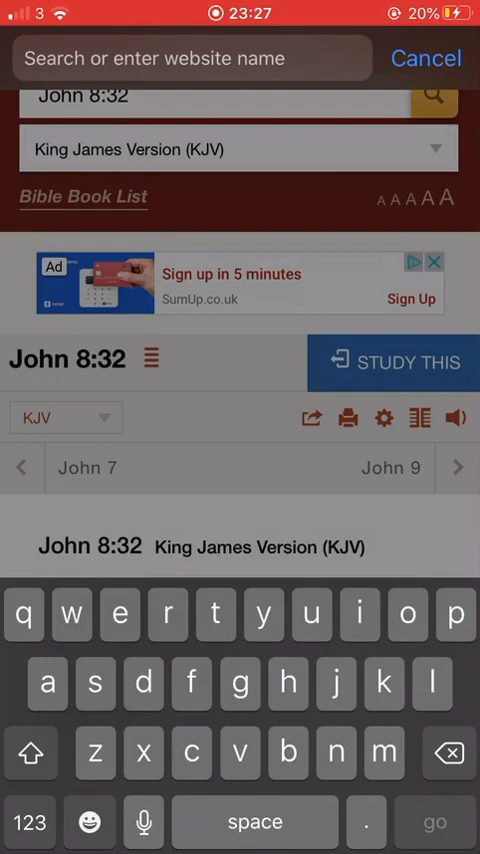 3 23:27 20%
Search or enter website name Cancel
John 8:32
King James Version (KJV)
Bible Book List A A A A A
Ad
Sign up in 5 minutes
SumUp.co.uk Sign Up
John 8:32 STUDY THIS
KJV
John 7 John 9
John 8:32 King James Version (KJV)
q w e r t y u i o p
a s d f g h j k l
z x c v b n m
123 space . go